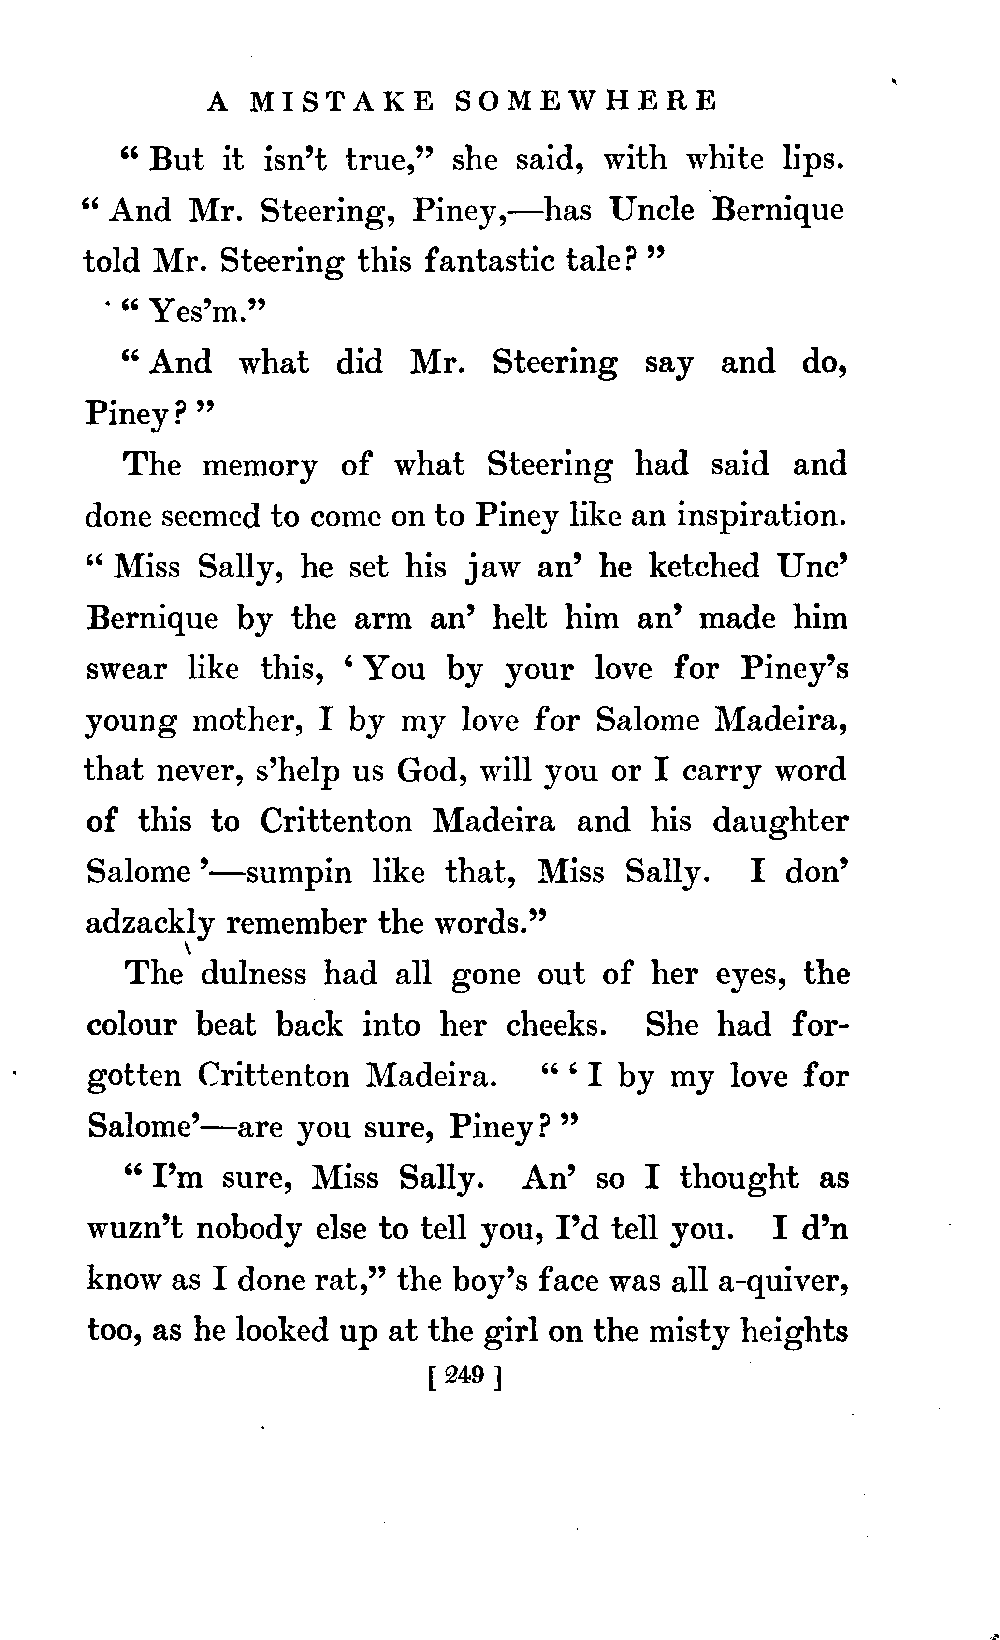 A MISTAKE SOMEWHERE
“ But it isn’t true,” she said, with white lips.
“ And Mr. Steering, Piney,—has Uncle Bernique
told Mr. Steering this fantastic tale? ”
“ Yes’m.”
“ And what did Mr. Steering say and do,
Piney? ”
The memory of what Steering had said and
done seemed to come on to Piney like an inspiration.
“ Miss Sally, he set his jaw an’ he ketched Unc’
Bernique by the arm an’ helt him an’ made him
swear like this, ‘ You by your love for Piney’s
young mother, I by my love for Salome Madeira,
that never, s’help us God, will you or I carry word
of this to Crittenton Madeira and his daughter
Salome ’—sumpin like that, Miss Sally. I don’
adzackly remember the words.”
The dulness had all gone out of her eyes, the
colour beat back into her cheeks. She had for-
gotten Crittenton Madeira. “ ‘ I by my love for
Salome’—are you sure, Piney? ”
“ I’m sure, Miss Sally. An’ so I thought as
wuzn’t nobody else to tell you, I’d tell you. I d’n
know as I done rat,” the boy’s face was all a-quiver,
too, as he looked up at the girl on the misty heights
[ 249 ]